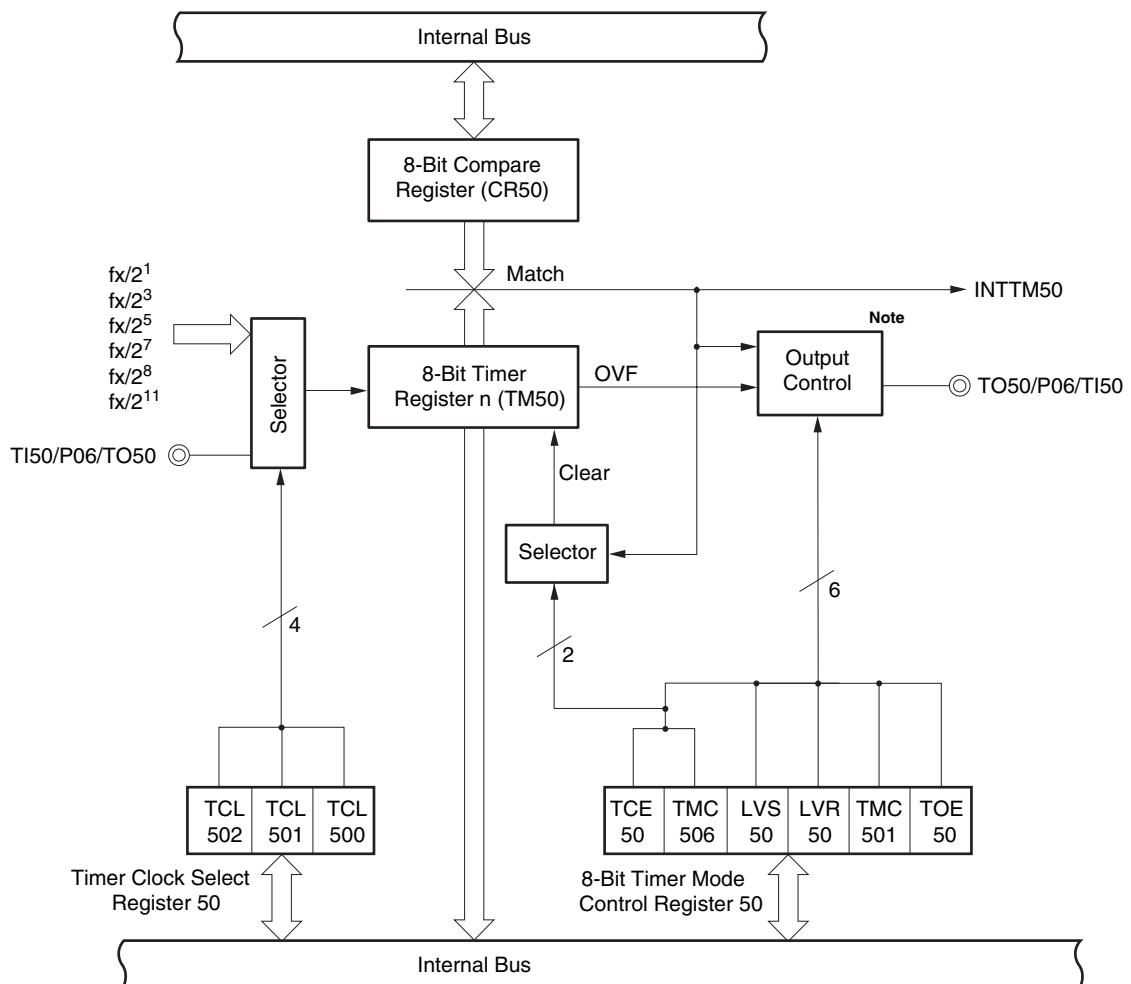 Internal Bus
8-Bit Compare
Register (CR50)
Match
INTTM50
fx/2¹
fx/2³
fx/2⁵
fx/2⁷
fx/2⁸
fx/2¹¹
Selector
8-Bit Timer
Register n (TM50)
OVF
Note
Output
Control
TO50/P06/TI50
TI50/P06/TO50
Clear
Selector
4
2
6
TCL
502
TCL
501
TCL
500
TCE
50
TMC
506
LVS
50
LVR
50
TMC
501
TOE
50
Timer Clock Select
Register 50
8-Bit Timer Mode
Control Register 50
Internal Bus